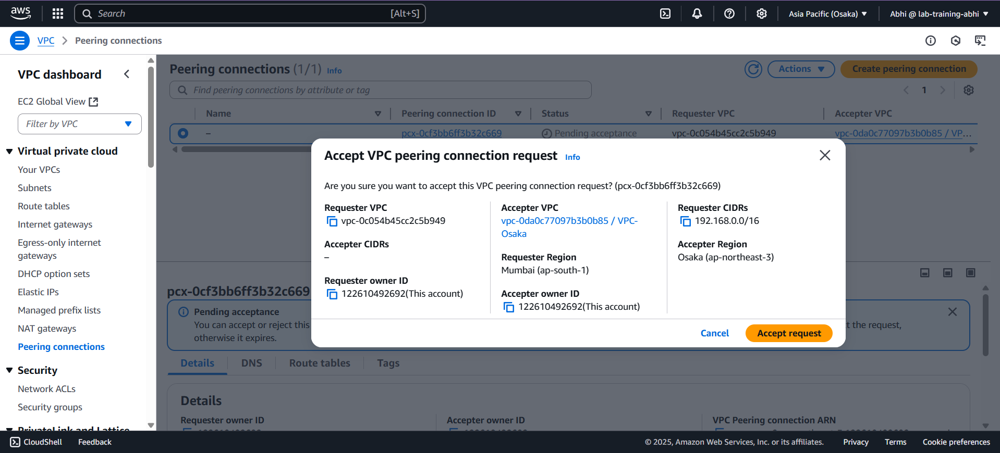 aws
Search [Alt+S]
Asia Pacific (Osaka) ▼
Abhi @ lab-training-abhi ▼
VPC > Peering connections
VPC dashboard
EC2 Global View
Filter by VPC
Virtual private cloud
Your VPCs
Subnets
Route tables
Internet gateways
Egress-only internet
gateways
DHCP option sets
Elastic IPs
Managed prefix lists
NAT gateways
Peering connections
Security
Network ACLs
Security groups
PrivateLink and Lattice
Peering connections (1/1) Info
Actions ▼
Create peering connection
Find peering connections by attribute or tag
1
Name Peering connection ID Status Requester VPC Accepter VPC
– pcx-0cf3bb6ff3b32c669 Pending acceptance vpc-0c054b45cc2c5b949 vpc-0da0c77097b3b0b85 / VP...
Accept VPC peering connection request Info
Are you sure you want to accept this VPC peering connection request? (pcx-0cf3bb6ff3b32c669)
Requester VPC
vpc-0c054b45cc2c5b949
Accepter CIDRs
–
Requester owner ID
122610492692(This account)
Accepter VPC
vpc-0da0c77097b3b0b85 / VPC-
Osaka
Requester Region
Mumbai (ap-south-1)
Accepter owner ID
122610492692(This account)
Requester CIDRs
192.168.0.0/16
Accepter Region
Osaka (ap-northeast-3)
Cancel
Accept request
pcx-0cf3bb6ff3b32c669
Pending acceptance
You can accept or reject this
t the request,
otherwise it expires.
Details DNS Route tables Tags
Details
Requester owner ID Accepter owner ID VPC Peering connection ARN
CloudShell Feedback © 2025, Amazon Web Services, Inc. or its affiliates. Privacy Terms Cookie preferences